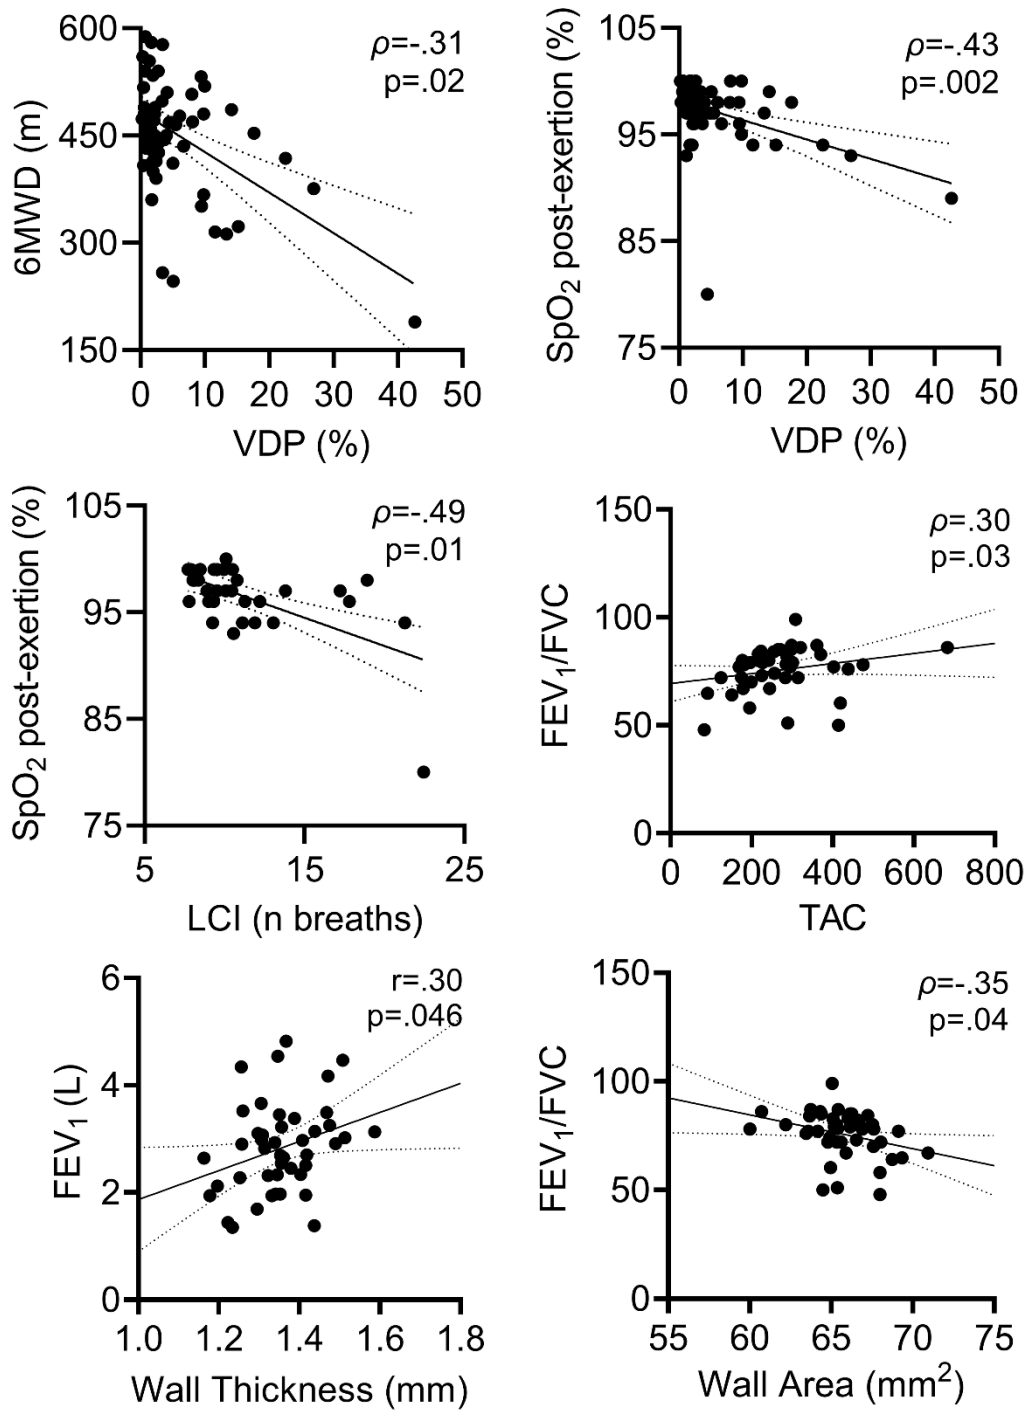 600
450
300
150
6MWD (m)
ρ=-.31
p=.02
0 10 20 30 40 50
VDP (%)
105
95
85
75
SpO₂ post-exertion (%)
ρ=-.43
p=.002
0 10 20 30 40 50
VDP (%)
105
95
85
75
SpO₂ post-exertion (%)
ρ=-.49
p=.01
5 15 25
LCI (n breaths)
150
100
50
0
FEV₁/FVC
ρ=.30
p=.03
0 200 400 600 800
TAC
6
4
2
0
FEV₁ (L)
r=.30
p=.046
1.0 1.2 1.4 1.6 1.8
Wall Thickness (mm)
150
100
50
0
FEV₁/FVC
ρ=-.35
p=.04
55 60 65 70 75
Wall Area (mm²)